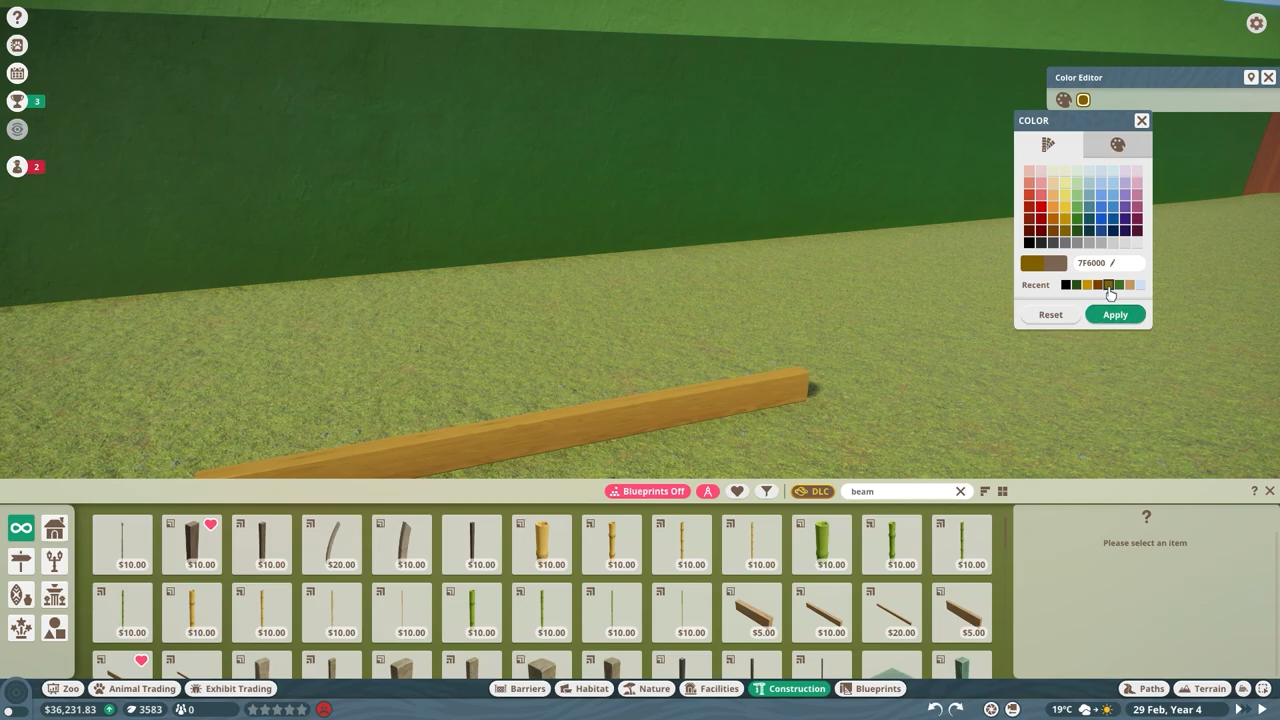 ?
3
2
Color Editor
COLOR
7F6000
Recent
Reset
Apply
Blueprints Off
DLC
beam
?
$10.00
$10.00
$10.00
$20.00
$10.00
$10.00
$10.00
$10.00
$10.00
$10.00
$10.00
$10.00
$10.00
?
Please select an item
$10.00
$10.00
$10.00
$10.00
$10.00
$10.00
$10.00
$10.00
$10.00
$5.00
$10.00
$20.00
$5.00
Zoo
Animal Trading
Exhibit Trading
Barriers
Habitat
Nature
Facilities
Construction
Blueprints
Paths
Terrain
$36,231.83
3583
0
19°C
29 Feb, Year 4